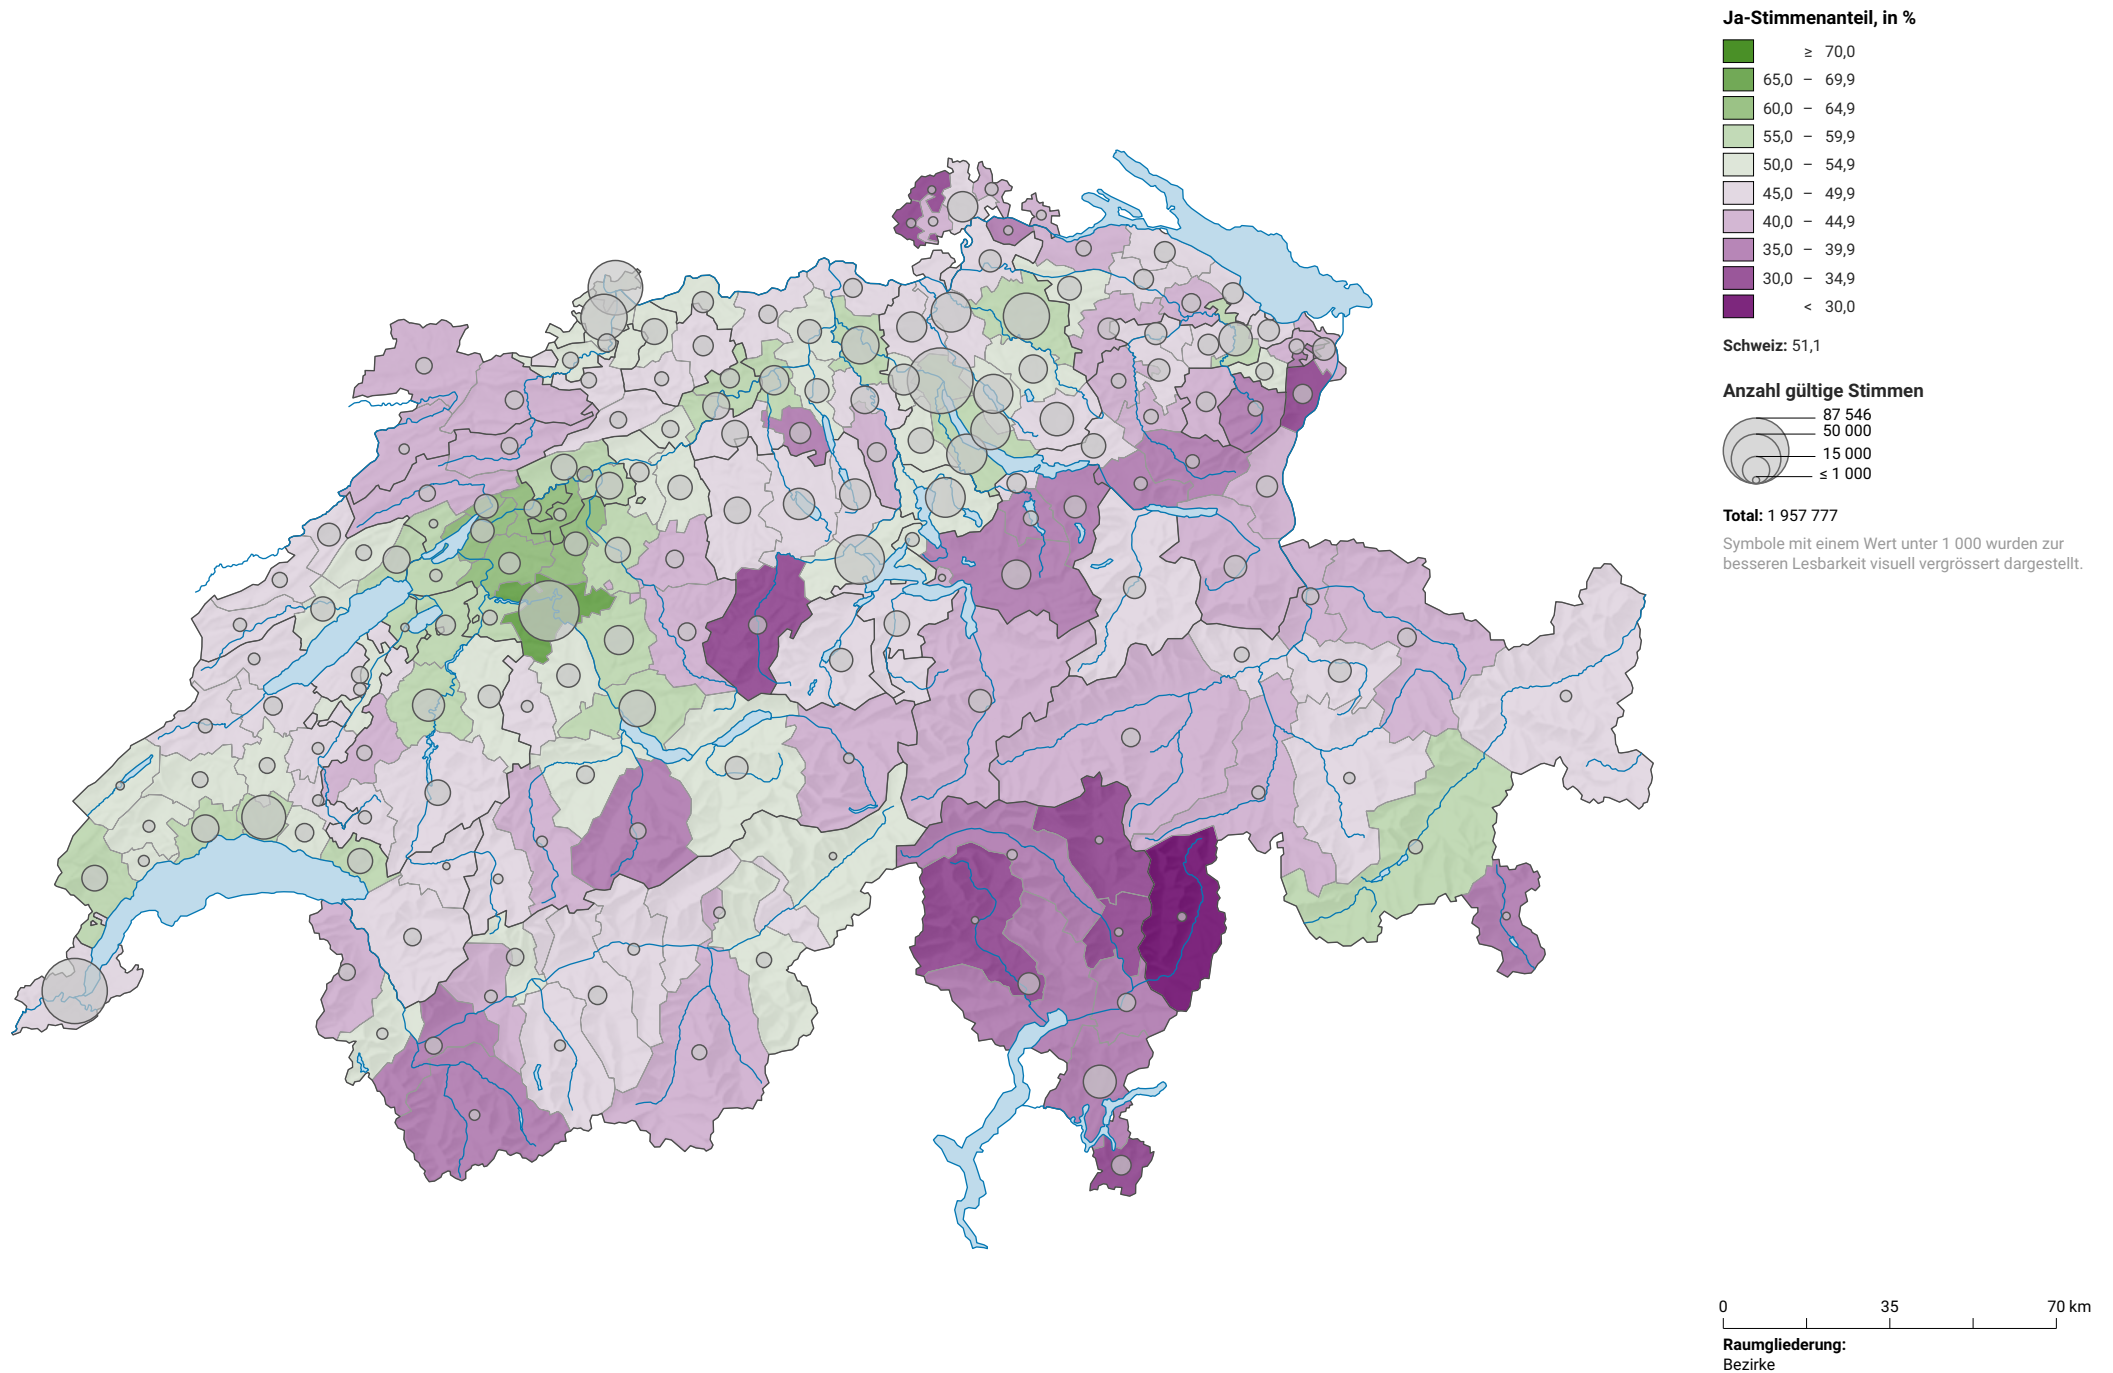 Ja-Stimmenanteil, in %
≥ 70,0
65,0 – 69,9
60,0 – 64,9
55,0 – 59,9
50,0 – 54,9
45,0 – 49,9
40,0 – 44,9
35,0 – 39,9
30,0 – 34,9
< 30,0
Schweiz: 51,1
Anzahl gültige Stimmen
87 546
50 000
15 000
≤ 1 000
Total: 1 957 777
Symbole mit einem Wert unter 1 000 wurden zur
besseren Lesbarkeit visuell vergrössert dargestellt.
0 35 70 km
Raumgliederung:
Bezirke